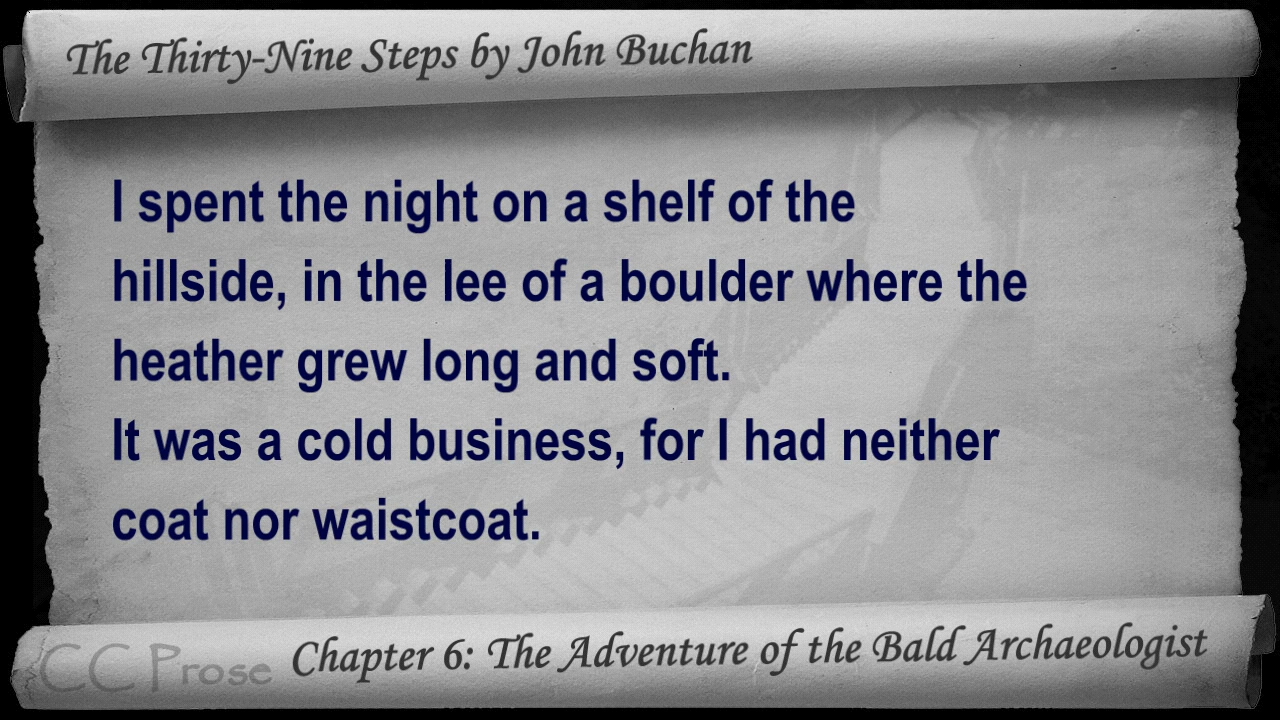 The Thirty-Nine Steps by John Buchan
I spent the night on a shelf of the
hillside, in the lee of a boulder where the
heather grew long and soft.
It was a cold business, for I had neither
coat nor waistcoat.
CC Prose
Chapter 6: The Adventure of the Bald Archaeologist